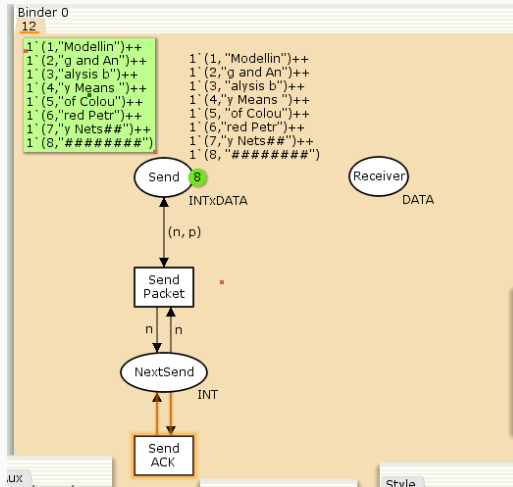 Binder 0
12
1`(1,"Modellin")++
1`(2,"g and An")++
1`(3,"alysis b")++
1`(4,"y Means ")++
1`(5,"of Colou")++
1`(6,"red Petr")++
1`(7,"y Nets##")++
1`(8,"########")
1`(1, "Modellin")++
1`(2,"g and An")++
1`(3, "alysis b")++
1`(4,"y Means ")++
1`(5, "of Colou")++
1`(6,"red Petr")++
1`(7,"y Nets##")++
1`(8, "########")
Send
8
INTxDATA
Receiver
DATA
(n, p)
Send
Packet
n
n
NextSend
INT
Send
ACK
ux
Style